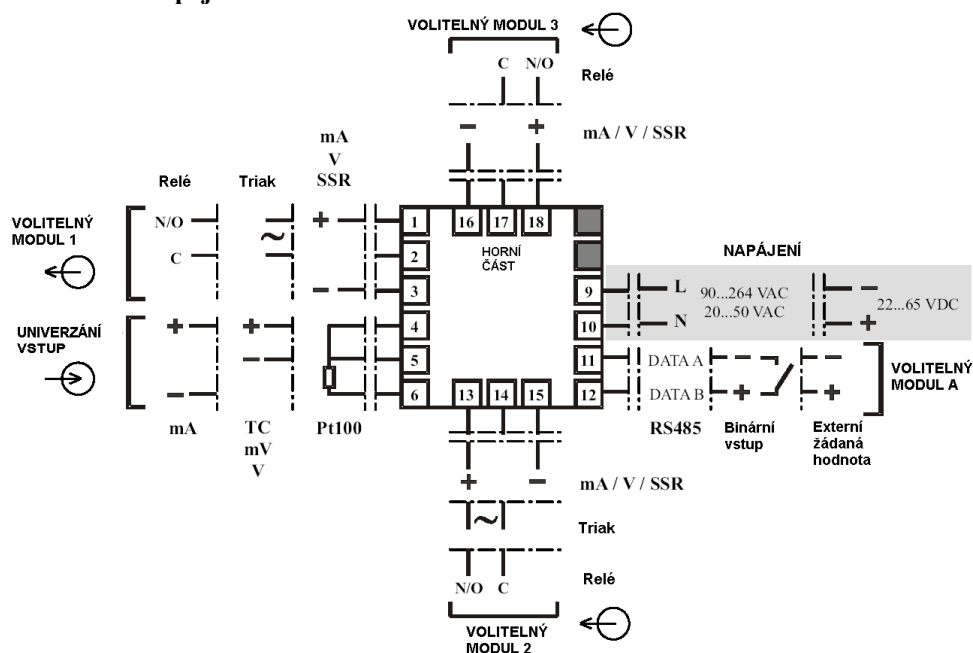 VOLITELNÝ MODUL 3
C N/O
Relé
− +
mA / V / SSR
mA
V
SSR
Relé Triak
VOLITELNÝ
MODUL 1
N/O
C
~
+
−
1
2
3
4
5
6
16 17 18
HORNÍ
ČÁST
9
10
11
12
13 14 15
NAPÁJENÍ
L 90...264 VAC
N 20...50 VAC
−
+
22...65 VDC
UNIVERZÁNÍ
VSTUP
+ +
−
−
mA
TC
mV
V
Pt100
DATA A − −
DATA B + +
RS485
Binární
vstup
Externí
žádaná
hodnota
VOLITELNÝ
MODUL A
+ −
mA / V / SSR
~
Triak
N/O C
Relé
VOLITELNÝ
MODUL 2